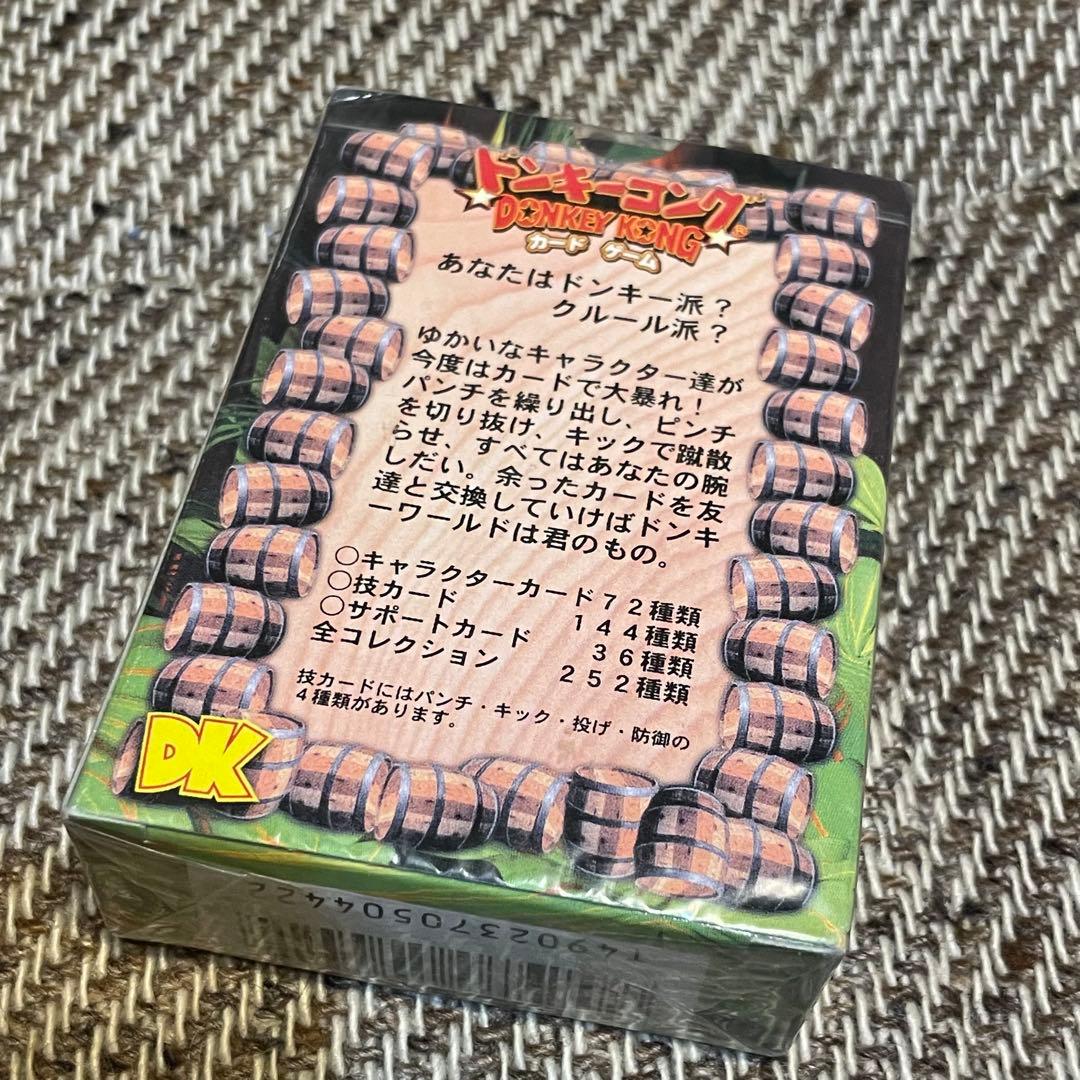 ドンキーコング
DONKEY KONG
カード ゲーム
あなたはドンキー派？
クルール派？
ゆかいなキャラクター達が
今度はカードで大暴れ！
パンチを繰り出し、ピンチ
を切り抜け、キックで蹴散
らせ、すべてはあなたの腕
しだい。余ったカードを友
達と交換していけばドンキ
ーワールドは君のもの。
○キャラクターカード７２種類
○技カード １４４種類
○サポートカード ３６種類
全コレクション ２５２種類
技カードにはパンチ・キック・投げ・防御の
４種類があります。
DK